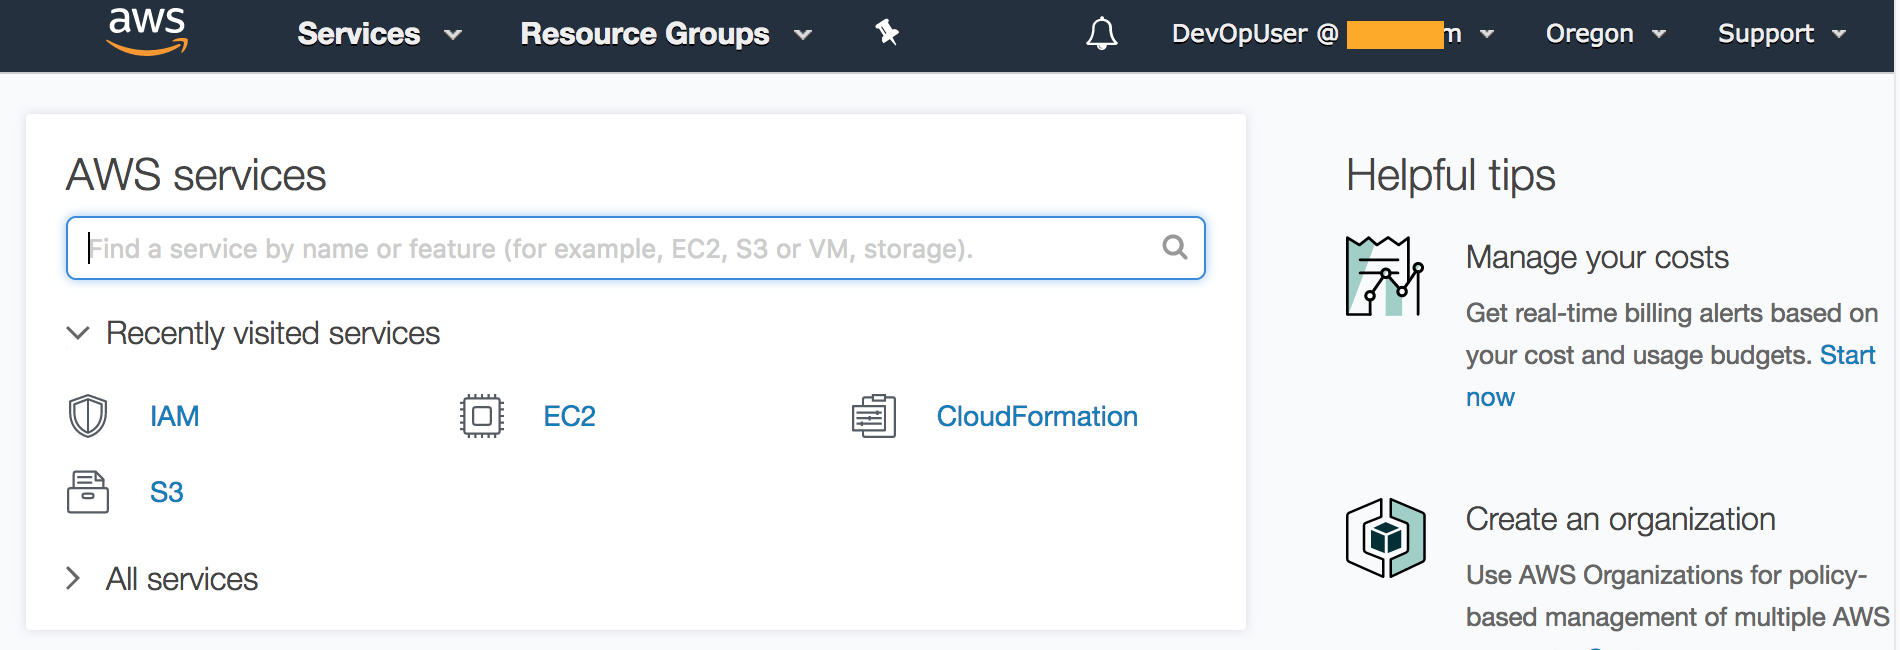 aws
Services
Resource Groups
DevOpUser @ m
Oregon
Support
AWS services
Find a service by name or feature (for example, EC2, S3 or VM, storage).
Recently visited services
IAM
EC2
CloudFormation
S3
All services
Helpful tips
Manage your costs
Get real-time billing alerts based on
your cost and usage budgets. Start
now
Create an organization
Use AWS Organizations for policy-
based management of multiple AWS